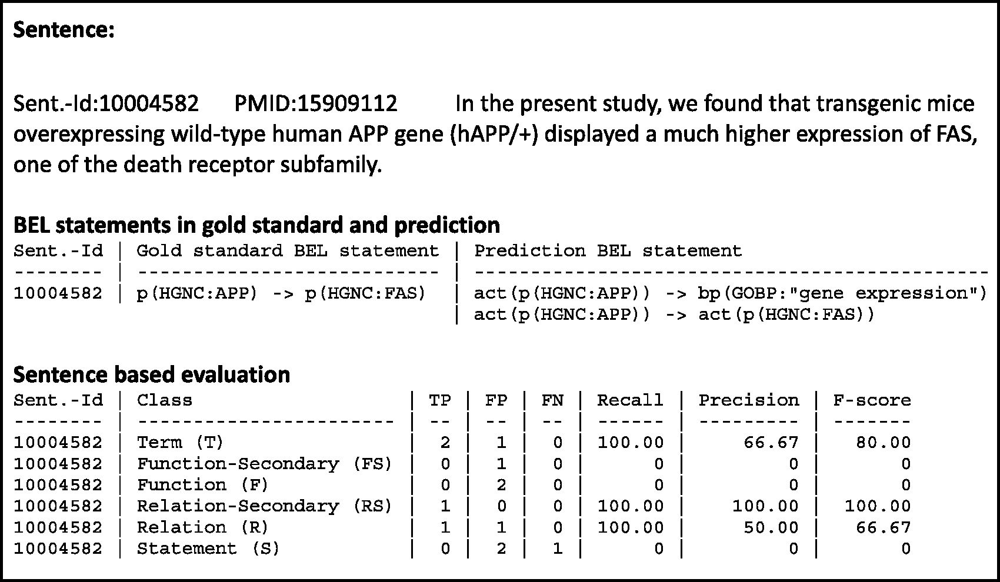 Sentence:
Sent.-Id:10004582 PMID:15909112 In the present study, we found that transgenic mice
overexpressing wild-type human APP gene (hAPP/+) displayed a much higher expression of FAS,
one of the death receptor subfamily.
BEL statements in gold standard and prediction
Sent.-Id | Gold standard BEL statement | Prediction BEL statement
-------- | --------------------------- | ----------------------------------------------
10004582 | p(HGNC:APP) -> p(HGNC:FAS) | act(p(HGNC:APP)) -> bp(GOBP:"gene expression")
| act(p(HGNC:APP)) -> act(p(HGNC:FAS))
Sentence based evaluation
Sent.-Id | Class | TP | FP | FN | Recall | Precision | F-score
-------- | ----------------------- | -- | -- | -- | ------ | --------- | -------
10004582 | Term (T) | 2 | 1 | 0 | 100.00 | 66.67 | 80.00
10004582 | Function-Secondary (FS) | 0 | 1 | 0 | 0 | 0 | 0
10004582 | Function (F) | 0 | 2 | 0 | 0 | 0 | 0
10004582 | Relation-Secondary (RS) | 1 | 0 | 0 | 100.00 | 100.00 | 100.00
10004582 | Relation (R) | 1 | 1 | 0 | 100.00 | 50.00 | 66.67
10004582 | Statement (S) | 0 | 2 | 1 | 0 | 0 | 0